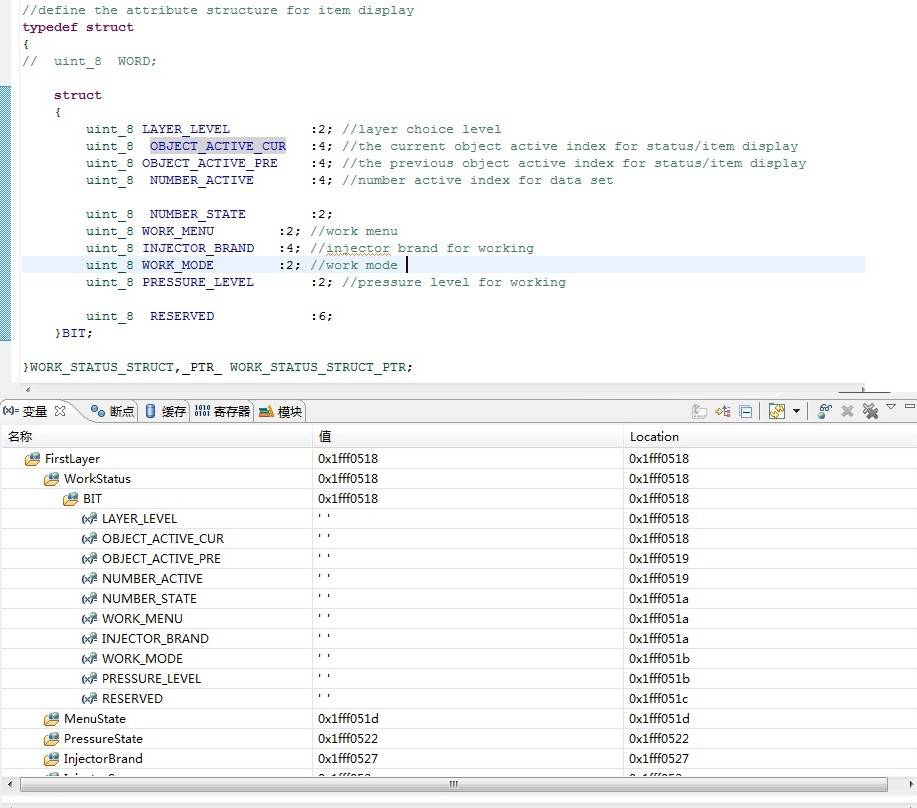 //define the attribute structure for item display
typedef struct
{
// uint_8 WORD;
struct
{
uint_8 LAYER_LEVEL :2; //layer choice level
uint_8 OBJECT_ACTIVE_CUR :4; //the current object active index for status/item display
uint_8 OBJECT_ACTIVE_PRE :4; //the previous object active index for status/item display
uint_8 NUMBER_ACTIVE :4; //number active index for data set
uint_8 NUMBER_STATE :2;
uint_8 WORK_MENU :2; //work menu
uint_8 INJECTOR_BRAND :4; //injector brand for working
uint_8 WORK_MODE :2; //work mode
uint_8 PRESSURE_LEVEL :2; //pressure level for working
uint_8 RESERVED :6;
}BIT;
}WORK_STATUS_STRUCT,_PTR_ WORK_STATUS_STRUCT_PTR;
(x)= 变量 断点 缓存 1010 0101 寄存器 模块
名称 值 Location
FirstLayer 0x1fff0518 0x1fff0518
WorkStatus 0x1fff0518 0x1fff0518
BIT 0x1fff0518 0x1fff0518
(x)= LAYER_LEVEL ' ' 0x1fff0518
(x)= OBJECT_ACTIVE_CUR ' ' 0x1fff0518
(x)= OBJECT_ACTIVE_PRE ' ' 0x1fff0519
(x)= NUMBER_ACTIVE ' ' 0x1fff0519
(x)= NUMBER_STATE ' ' 0x1fff051a
(x)= WORK_MENU ' ' 0x1fff051a
(x)= INJECTOR_BRAND ' ' 0x1fff051a
(x)= WORK_MODE ' ' 0x1fff051b
(x)= PRESSURE_LEVEL ' ' 0x1fff051b
(x)= RESERVED ' ' 0x1fff051c
MenuState 0x1fff051d 0x1fff051d
PressureState 0x1fff0522 0x1fff0522
InjectorBrand 0x1fff0527 0x1fff0527